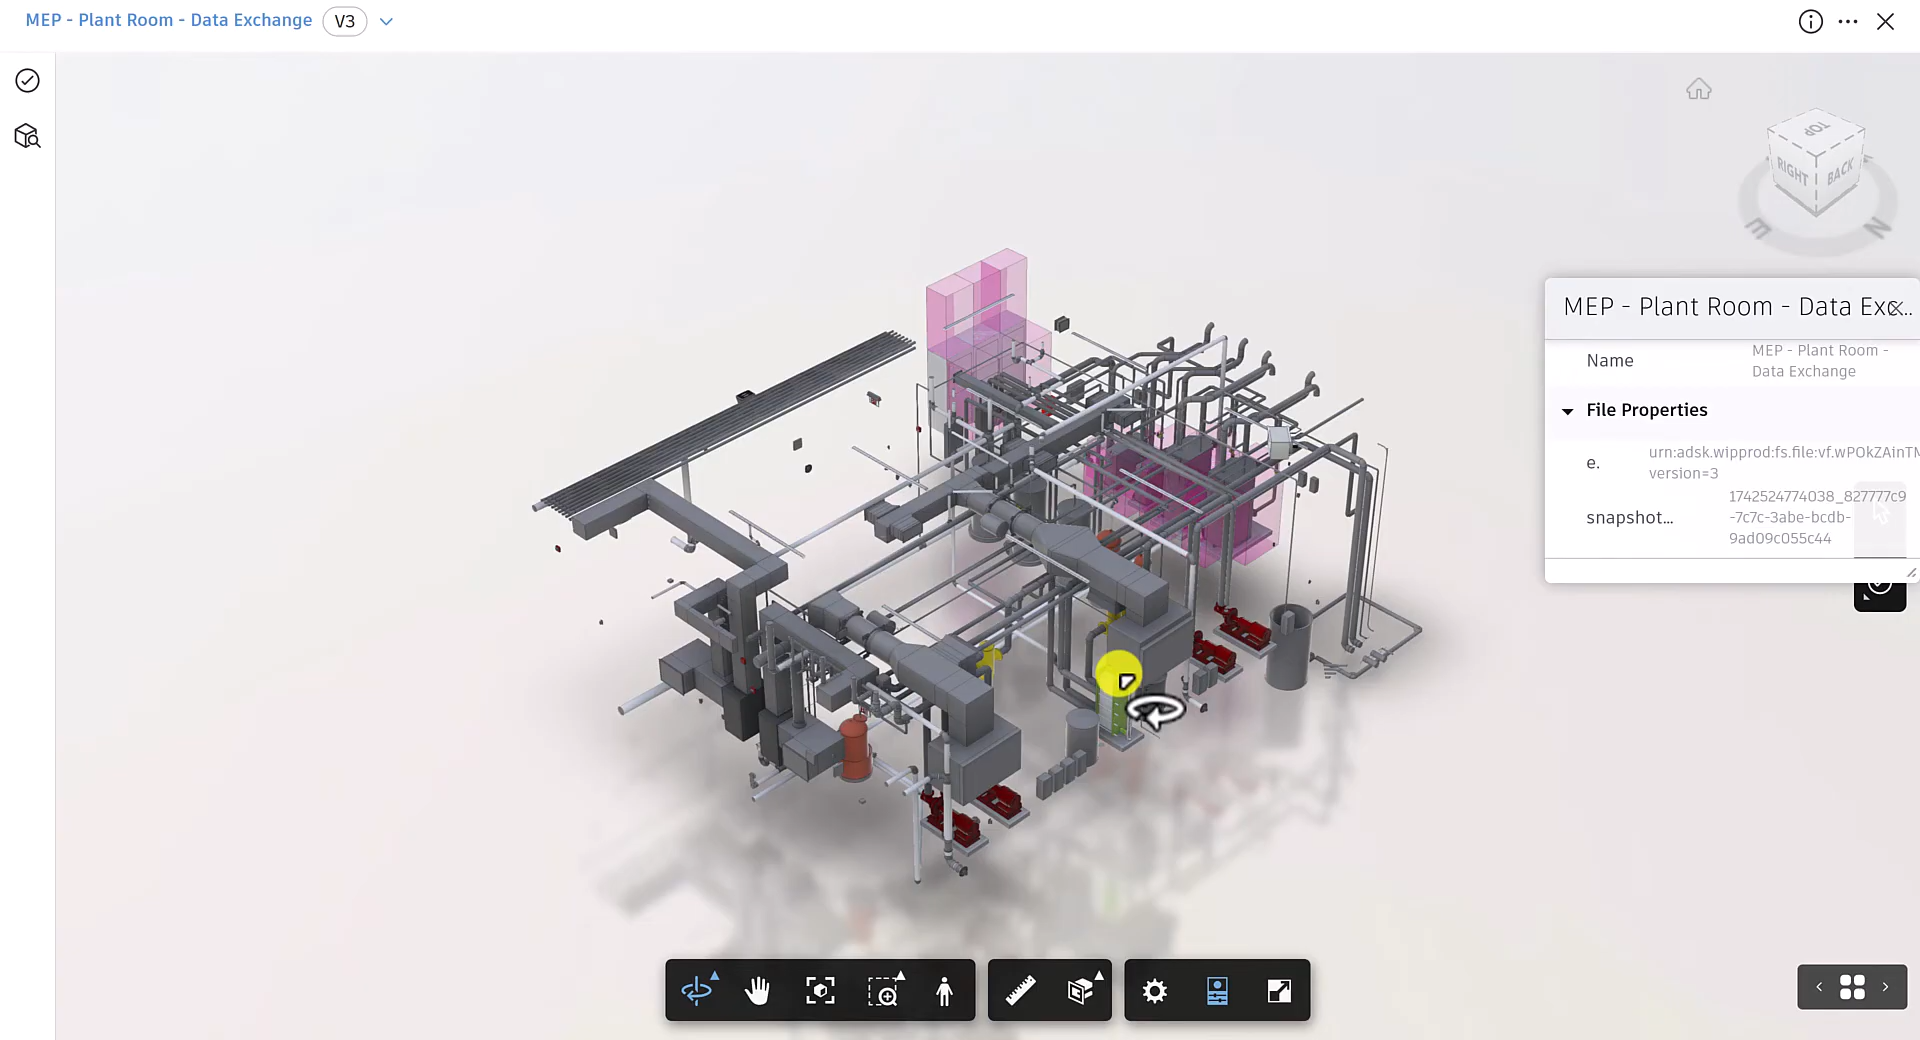 MEP - Plant Room - Data Exchange V3
TOP
RIGHT BACK
E N
MEP - Plant Room - Data Exc...
Name MEP - Plant Room -
Data Exchange
File Properties
e. urn:adsk.wipprod:fs.file:vf.wPOkZAinTM
version=3
snapshot... 1742524774038_827777c9
-7c7c-3abe-bcdb-
9ad09c055c44